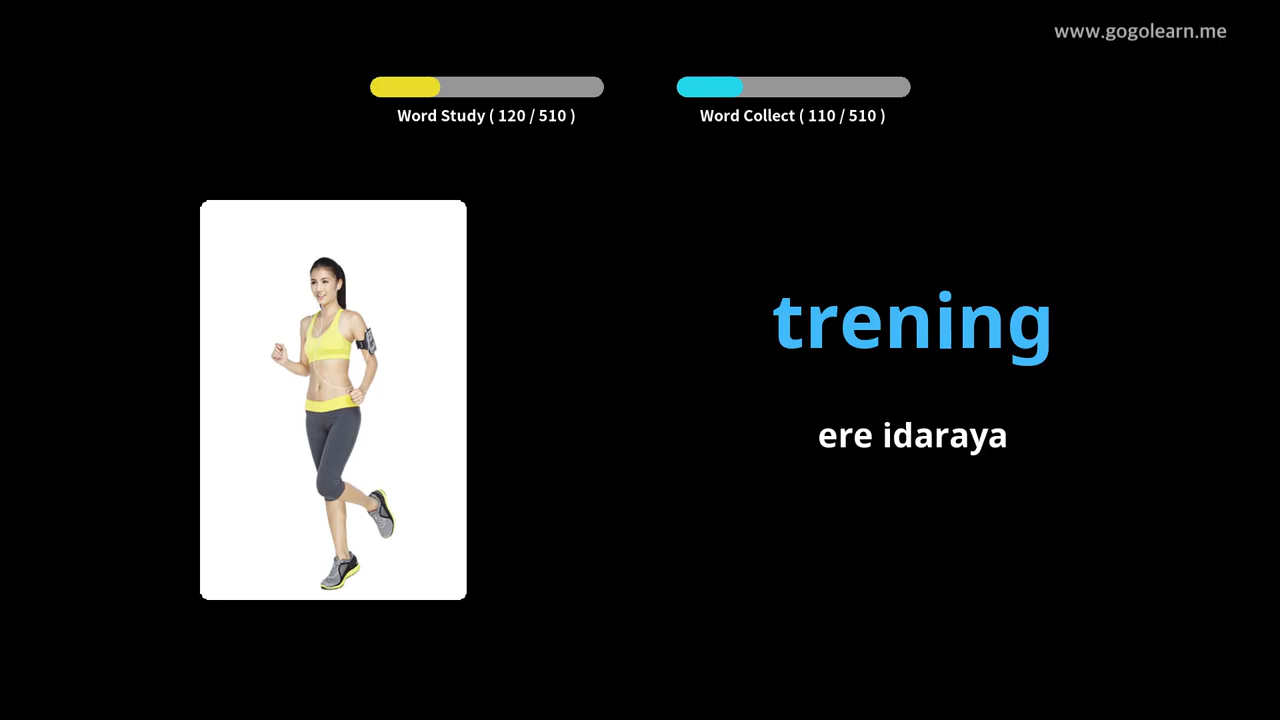 www.gogolearn.me
Word Study ( 120 / 510 )
Word Collect ( 110 / 510 )
trening
ere idaraya